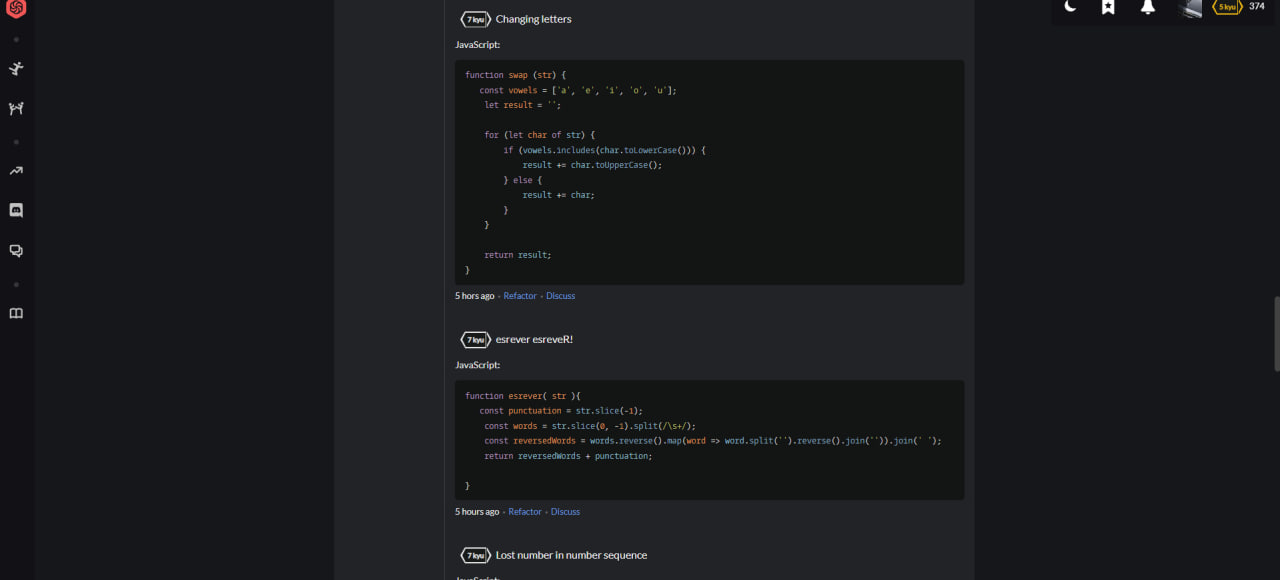 5 kyu 374
7 kyu Changing letters
JavaScript:
function swap (str) {
const vowels = ['a', 'e', 'i', 'o', 'u'];
let result = '';
for (let char of str) {
if (vowels.includes(char.toLowerCase())) {
result += char.toUpperCase();
} else {
result += char;
}
}
return result;
}
5 hors ago · Refactor · Discuss
7 kyu esrever esreveR!
JavaScript:
function esrever( str ){
const punctuation = str.slice(-1);
const words = str.slice(0, -1).split(/\s+/);
const reversedWords = words.reverse().map(word => word.split('').reverse().join('')).join(' ');
return reversedWords + punctuation;
}
5 hours ago · Refactor · Discuss
7 kyu Lost number in number sequence
JavaScript: